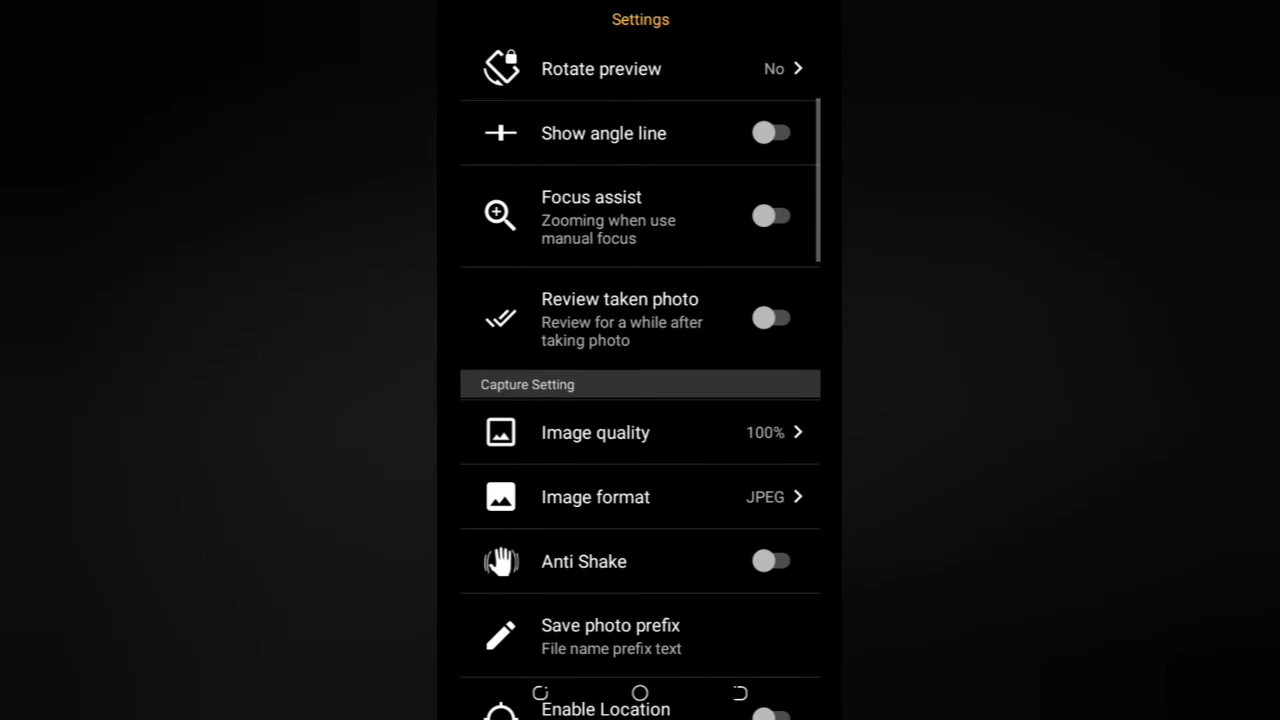 Settings
Rotate preview
No
Show angle line
Focus assist
Zooming when use
manual focus
Review taken photo
Review for a while after
taking photo
Capture Setting
Image quality
100%
Image format
JPEG
Anti Shake
Save photo prefix
File name prefix text
Enable Location